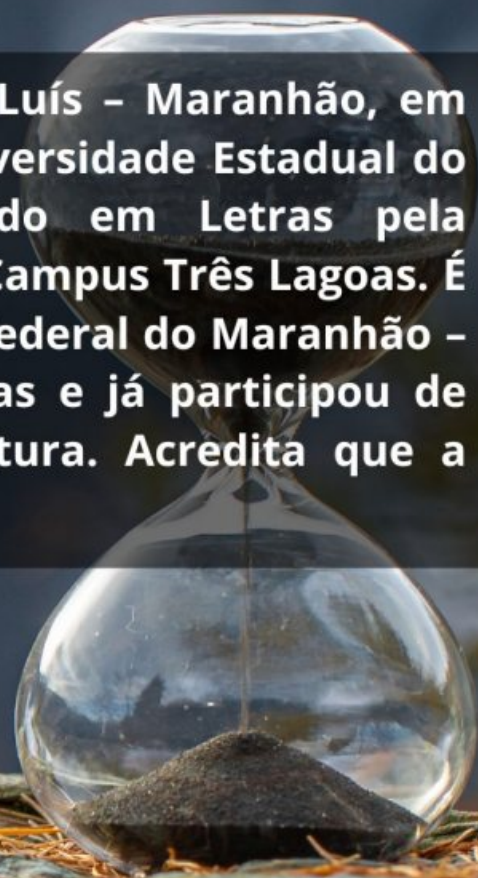 Luís – Maranhão, em
versidade Estadual do
do em Letras pela
Campus Três Lagoas. É
ederal do Maranhão –
as e já participou de
tura. Acredita que a